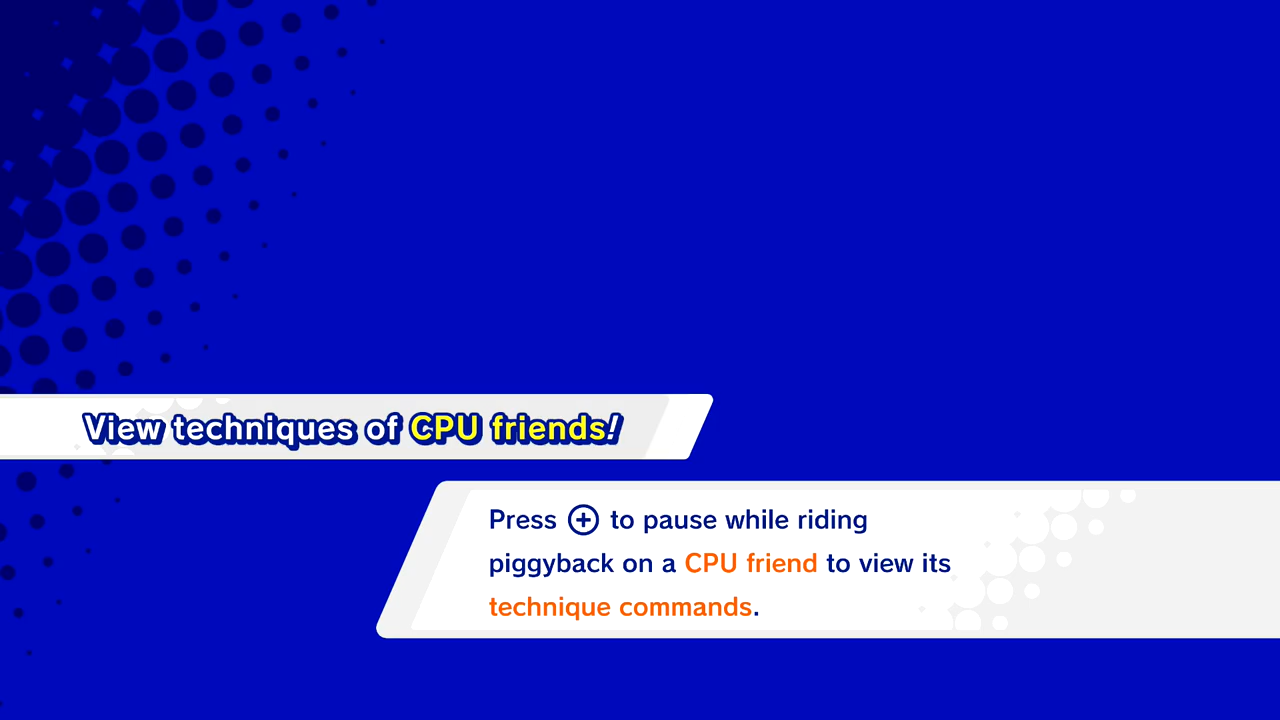 View techniques of CPU friends!
Press ⊕ to pause while riding
piggyback on a CPU friend to view its
technique commands.